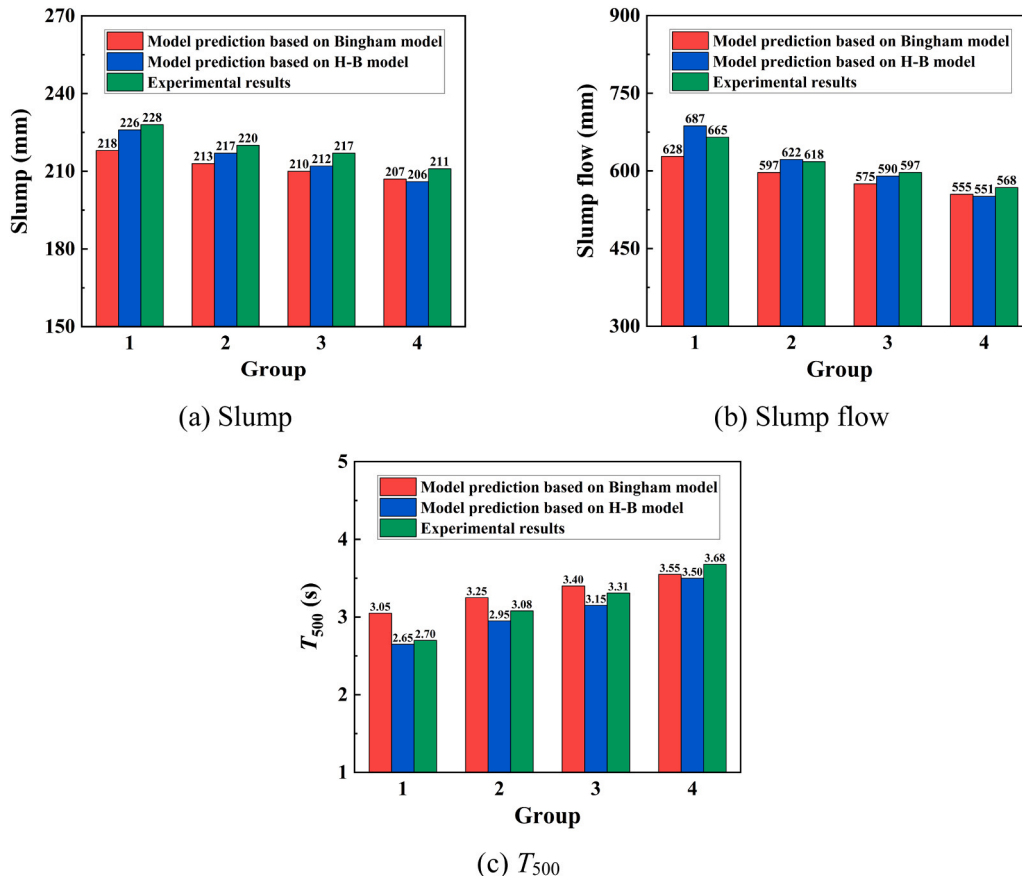 270
240
210
180
150
Slump (mm)
Model prediction based on Bingham model
Model prediction based on H-B model
Experimental results
218 226 228
213 217 220
210 212 217
207 206 211
1 2 3 4
Group
(a) Slump
900
750
600
450
300
Slump flow (mm)
Model prediction based on Bingham model
Model prediction based on H-B model
Experimental results
628 687 665
597 622 618
575 590 597
555 551 568
1 2 3 4
Group
(b) Slump flow
5
4
3
2
1
T500 (s)
Model prediction based on Bingham model
Model prediction based on H-B model
Experimental results
3.05 2.65 2.70
3.25 2.95 3.08
3.40 3.15 3.31
3.55 3.50 3.68
1 2 3 4
Group
(c) T500